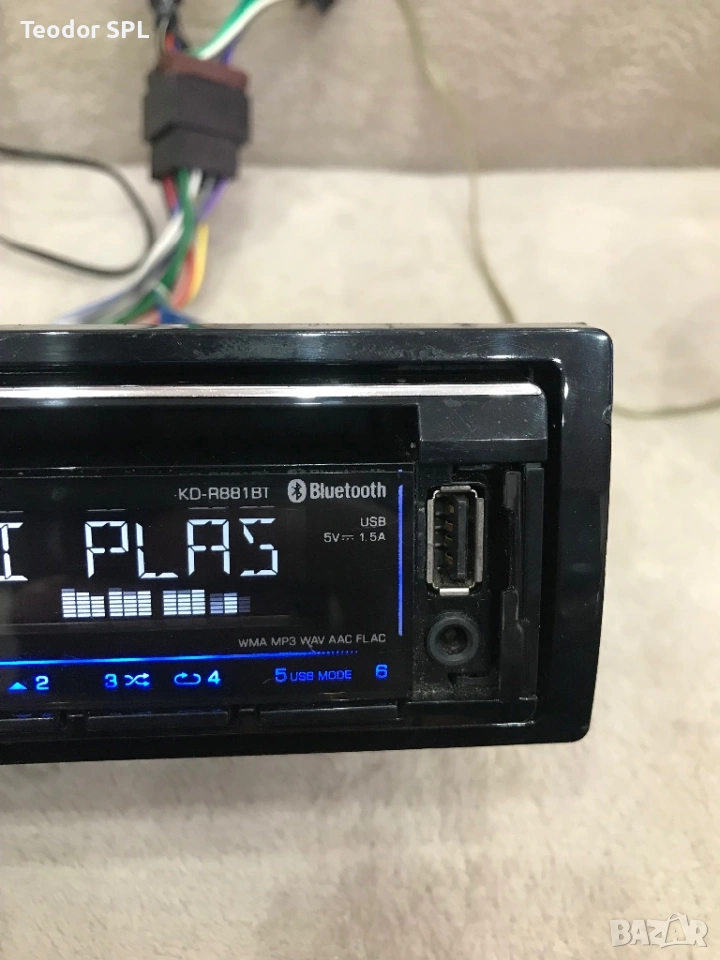 Teodor SPL
KD-R881BT Bluetooth
USB
5V⎓1.5A
I PLAS
WMA MP3 WAV AAC FLAC
2 3 4 5 USB MODE 6
BAZAR